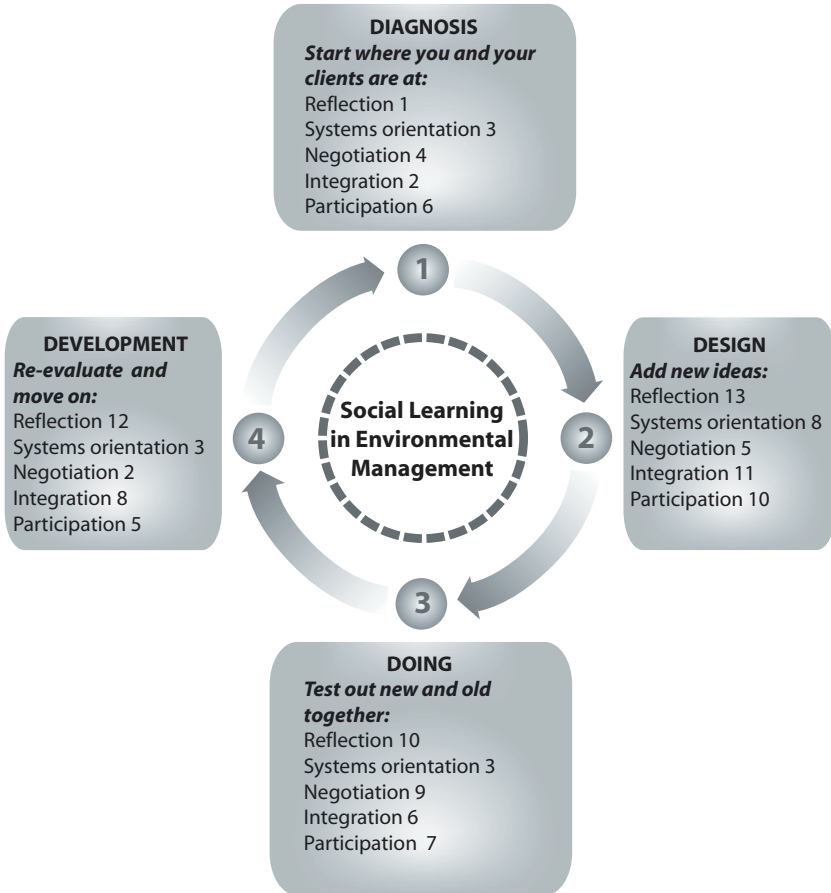 DIAGNOSIS
Start where you and your
clients are at:
Reflection 1
Systems orientation 3
Negotiation 4
Integration 2
Participation 6
1
DESIGN
Add new ideas:
Reflection 13
Systems orientation 8
Negotiation 5
Integration 11
Participation 10
2
DOING
Test out new and old
together:
Reflection 10
Systems orientation 3
Negotiation 9
Integration 6
Participation 7
3
DEVELOPMENT
Re-evaluate and
move on:
Reflection 12
Systems orientation 3
Negotiation 2
Integration 8
Participation 5
4
Social Learning
in Environmental
Management